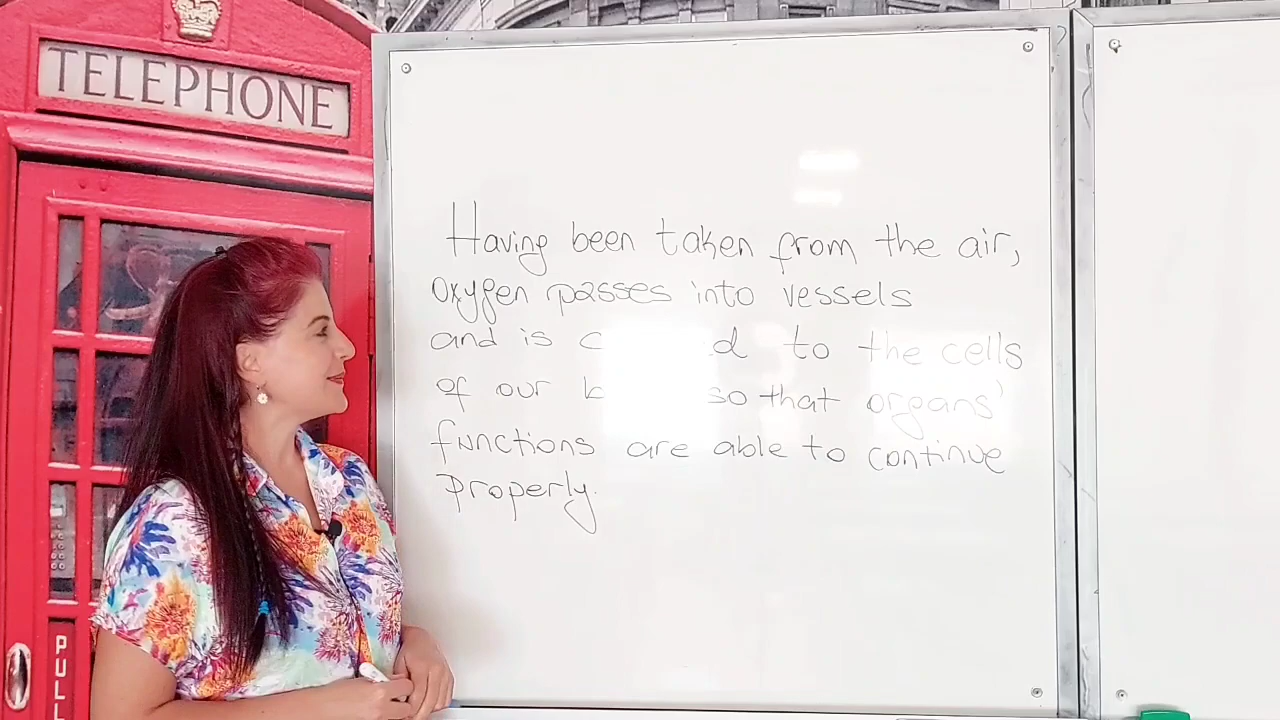 TELEPHONE
Having been taken from the air,
oxygen passes into vessels
and is to the cells
of our so that organs'
functions are able to continue
properly.
PULL